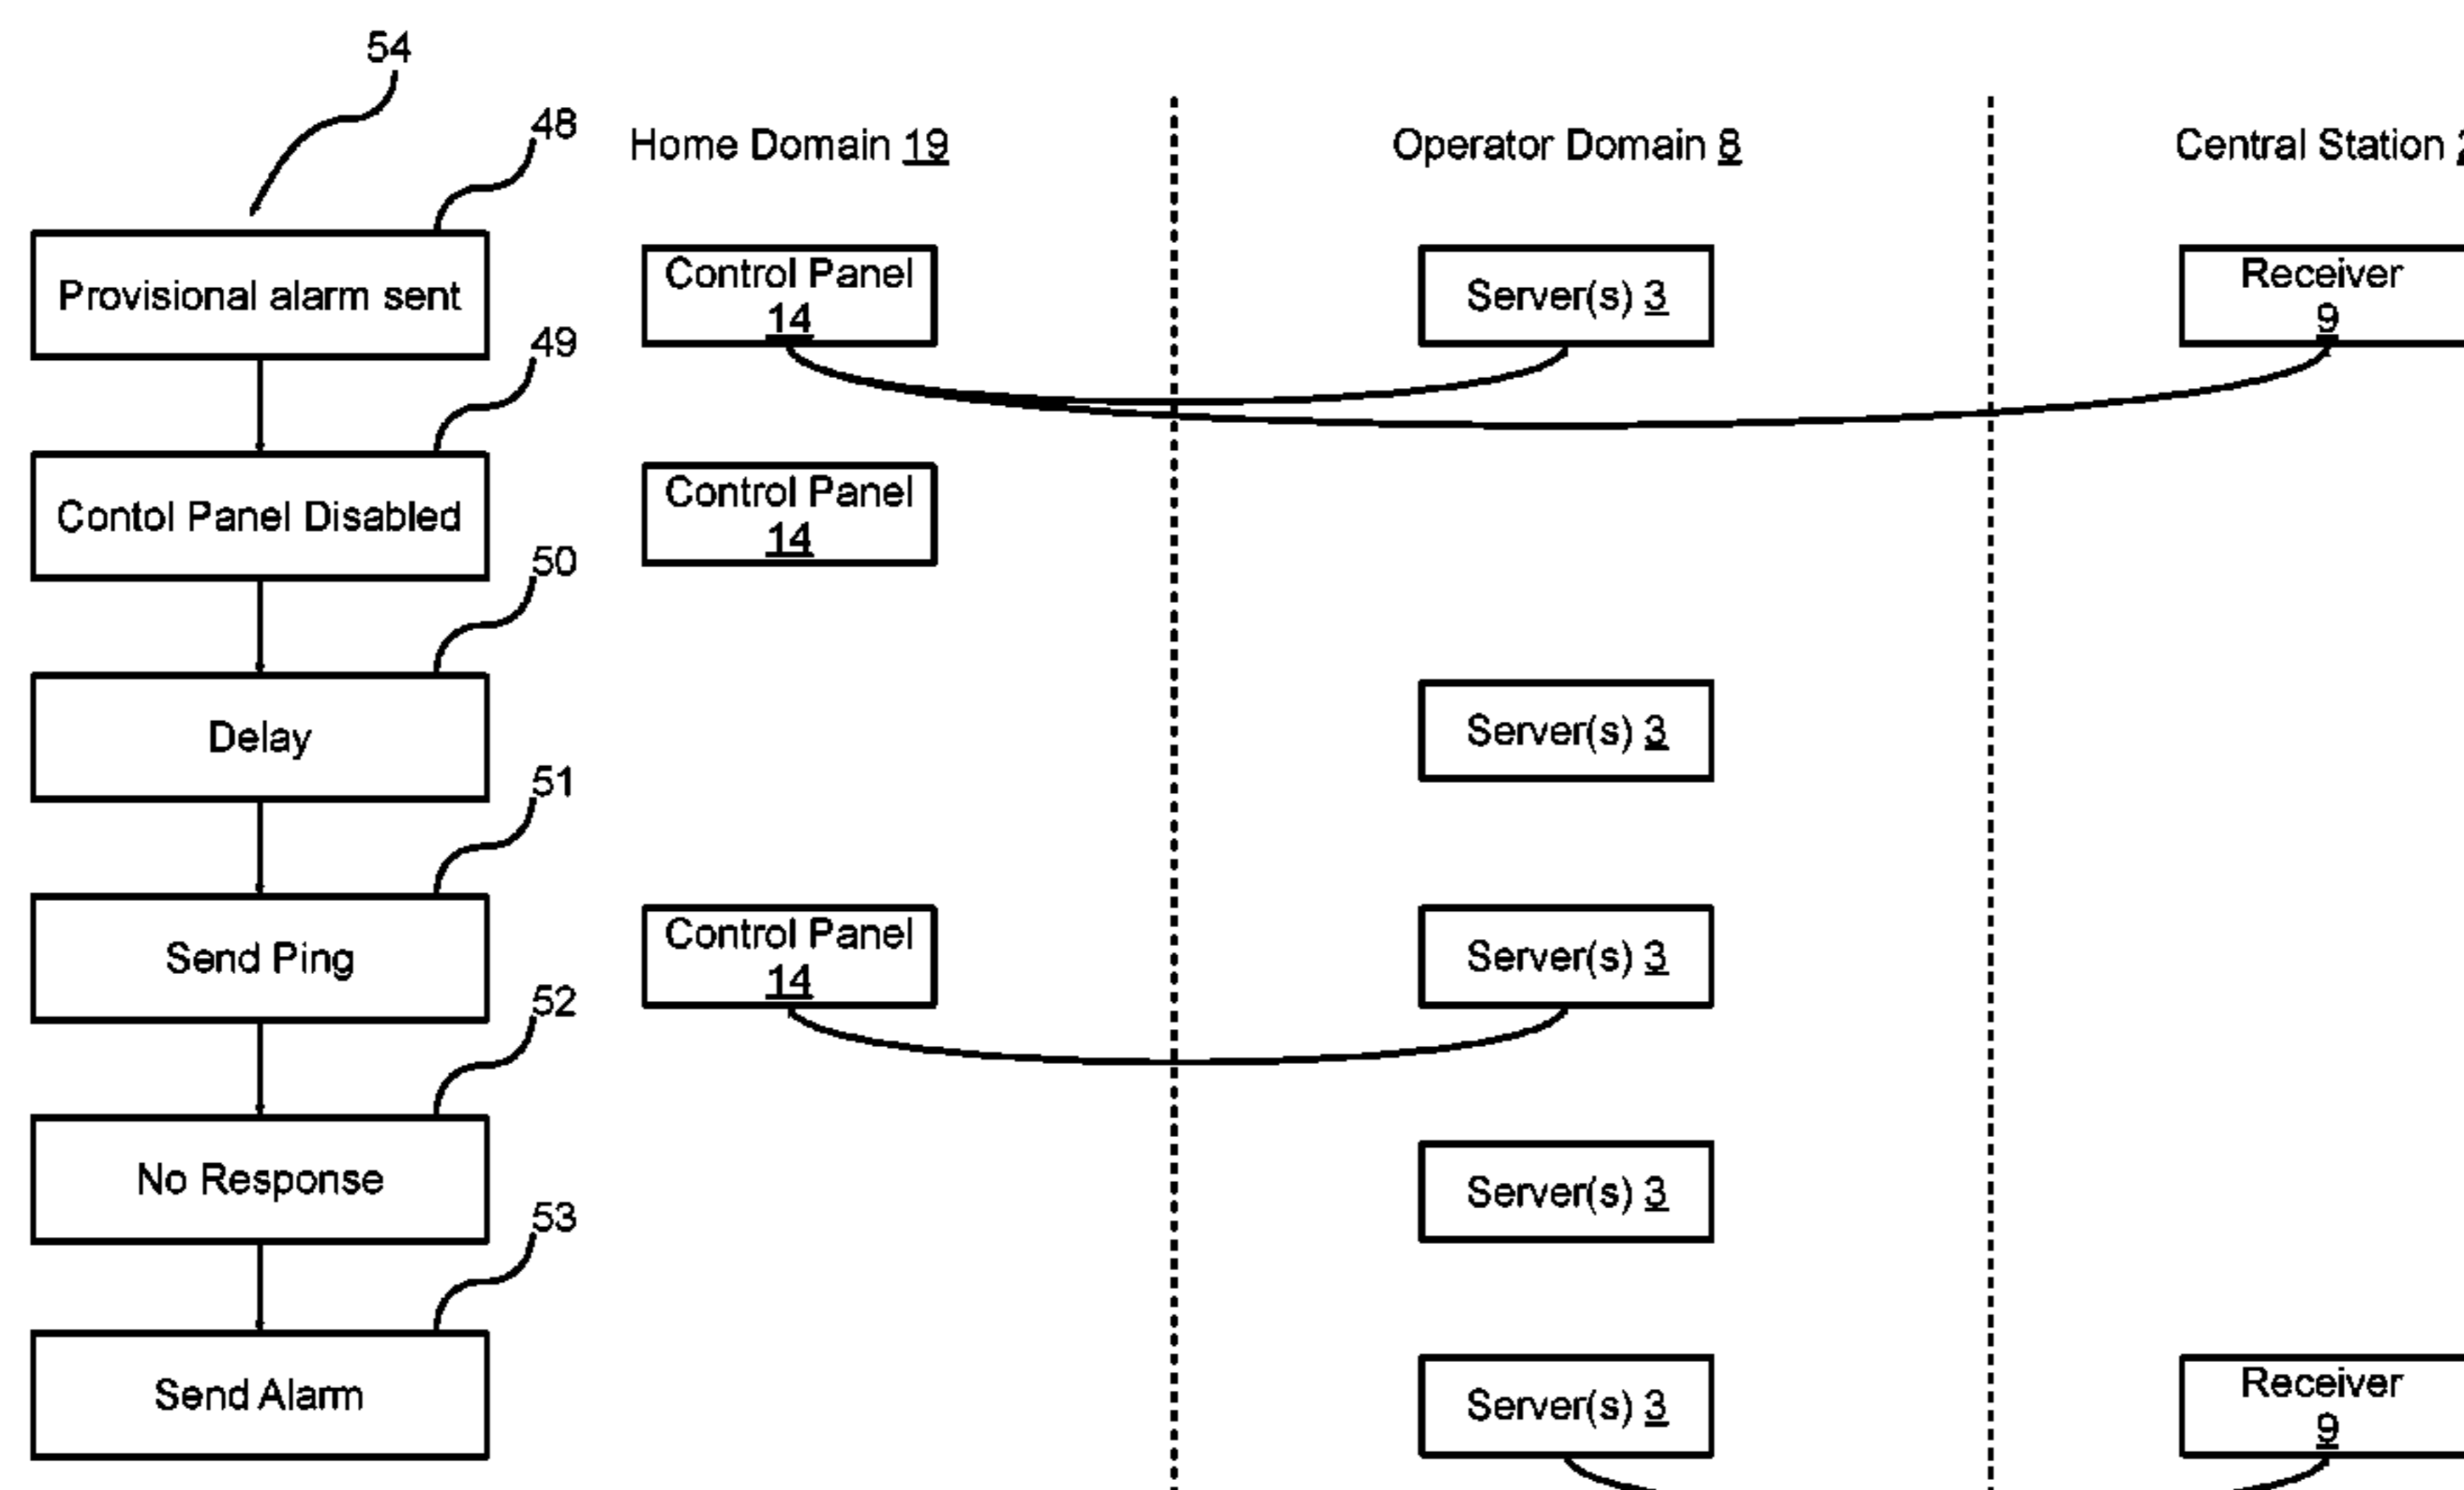 54
48
Home Domain 19
Operator Domain 8
Central Station
Provisional alarm sent
Control Panel
14
Server(s) 3
Receiver
9
49
Contol Panel Disabled
Control Panel
14
50
Delay
Server(s) 3
51
Send Ping
Control Panel
14
Server(s) 3
52
No Response
Server(s) 3
53
Send Alarm
Server(s) 3
Receiver
9